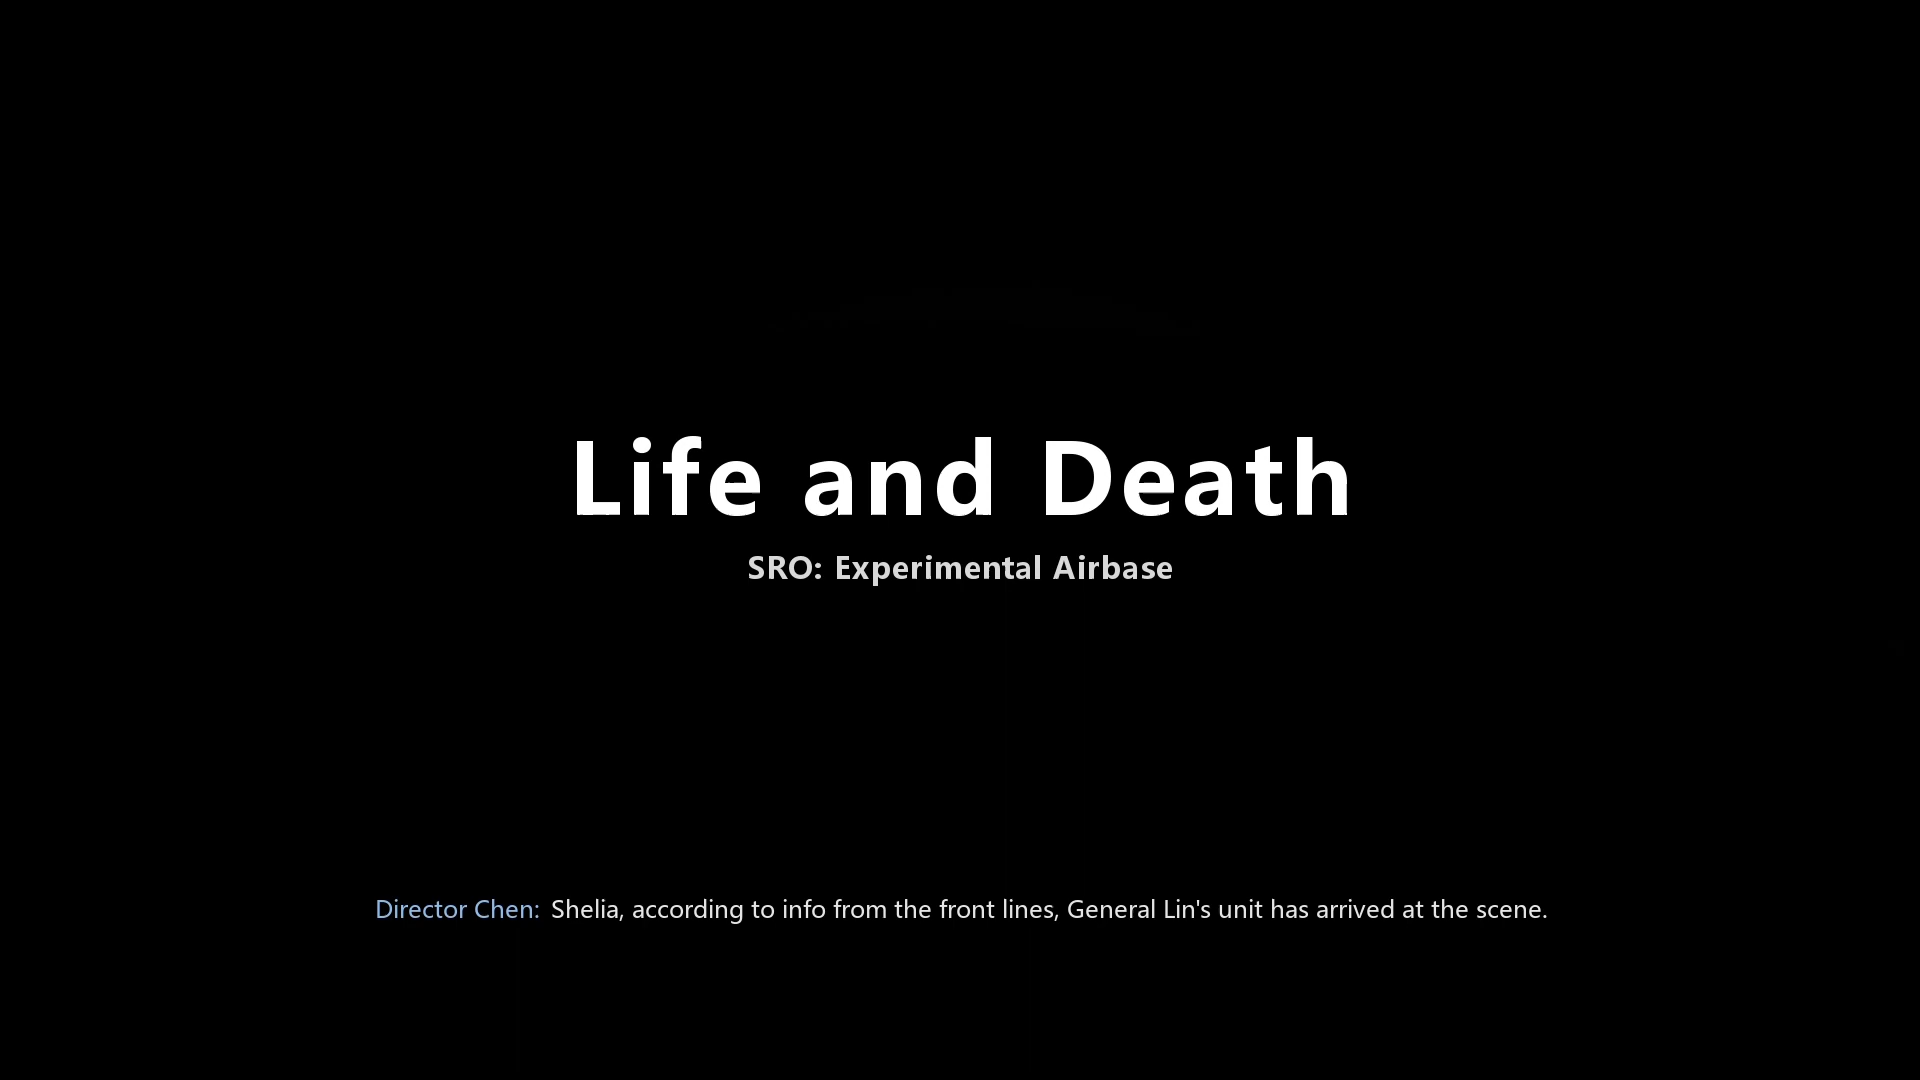 Life and Death
SRO: Experimental Airbase
Director Chen: Shelia, according to info from the front lines, General Lin's unit has arrived at the scene.